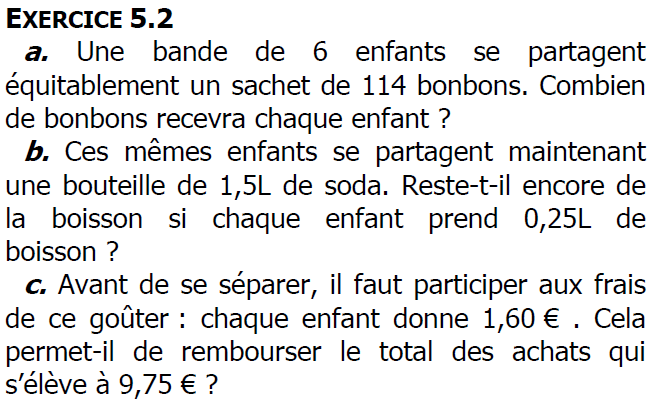 EXERCICE 5.2
a. Une bande de 6 enfants se partagent
équitablement un sachet de 114 bonbons. Combien
de bonbons recevra chaque enfant ?
b. Ces mêmes enfants se partagent maintenant
une bouteille de 1,5L de soda. Reste-t-il encore de
la boisson si chaque enfant prend 0,25L de
boisson ?
c. Avant de se séparer, il faut participer aux frais
de ce goûter : chaque enfant donne 1,60 € . Cela
permet-il de rembourser le total des achats qui
s'élève à 9,75 € ?